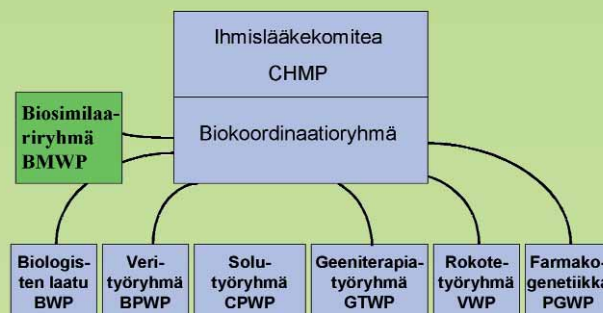 Ihmislääkekomitea
CHMP
Biosimilaa-
riryhmä
BMWP
Biokoordinaatioryhmä
Biologis-
ten laatu
BWP
Veri-
työryhmä
BPWP
Solu-
työryhmä
CPWP
Geeniterapia-
työryhmä
GTWP
Rokote-
työryhmä
VWP
Farmako-
genetiikka
PGWP